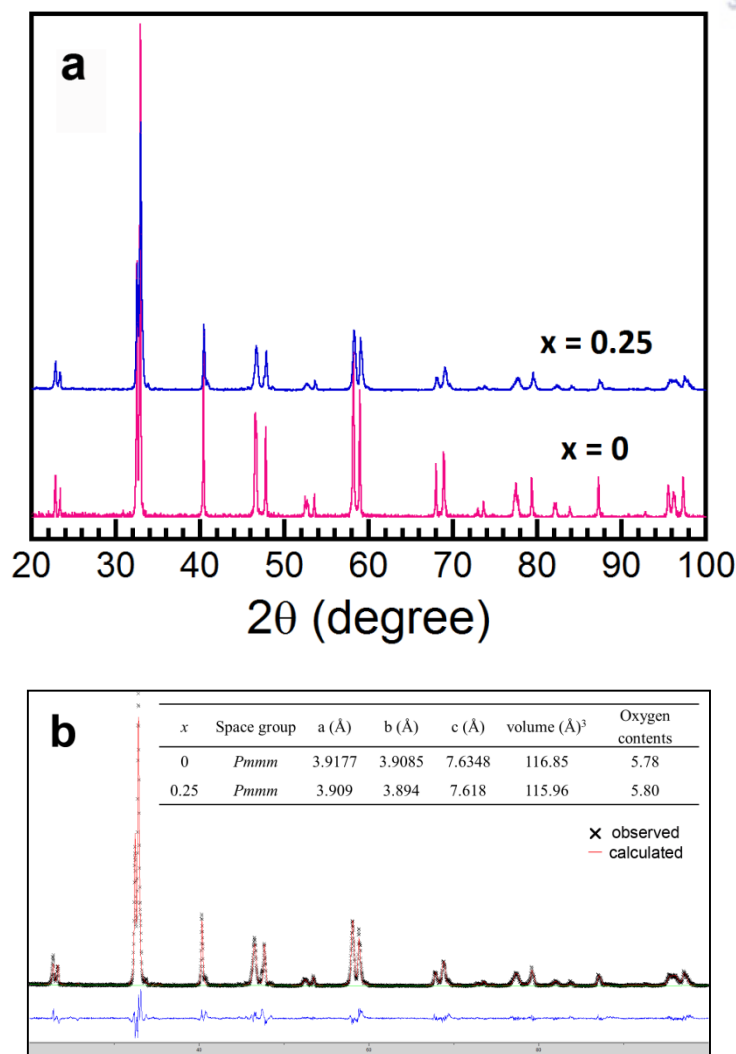 a
x = 0.25
x = 0
20 30 40 50 60 70 80 90 100
2θ (degree)
b
x Space group a (Å) b (Å) c (Å) volume (Å)³ Oxygen contents
0 Pmmm 3.9177 3.9085 7.6348 116.85 5.78
0.25 Pmmm 3.909 3.894 7.618 115.96 5.80
× observed
— calculated